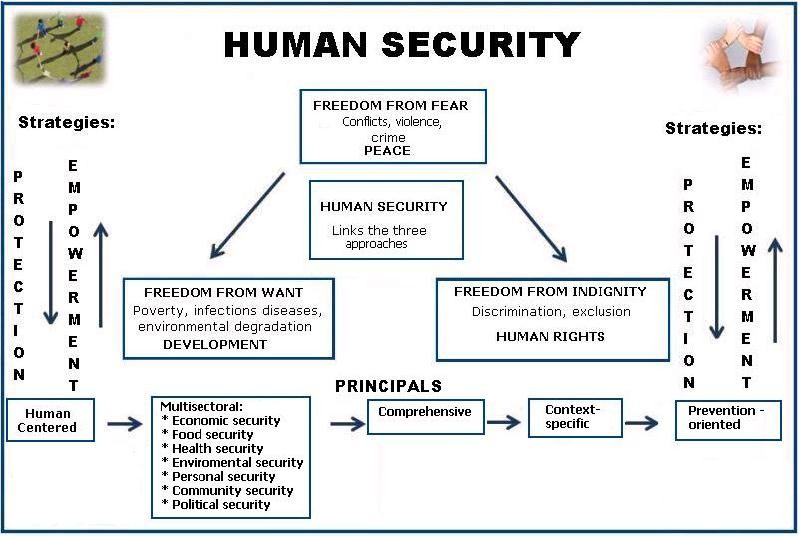 HUMAN SECURITY
Strategies:
PROTECTION
EMPOWERMENT
FREEDOM FROM FEAR
Conflicts, violence,
crime
PEACE
HUMAN SECURITY
Links the three
approaches
FREEDOM FROM WANT
Poverty, infections diseases,
environmental degradation
DEVELOPMENT
FREEDOM FROM INDIGNITY
Discrimination, exclusion
HUMAN RIGHTS
Strategies:
PROTECTION
EMPOWERMENT
PRINCIPALS
Human
Centered
Multisectoral:
* Economic security
* Food security
* Health security
* Enviromental security
* Personal security
* Community security
* Political security
Comprehensive
Context-
specific
Prevention -
oriented